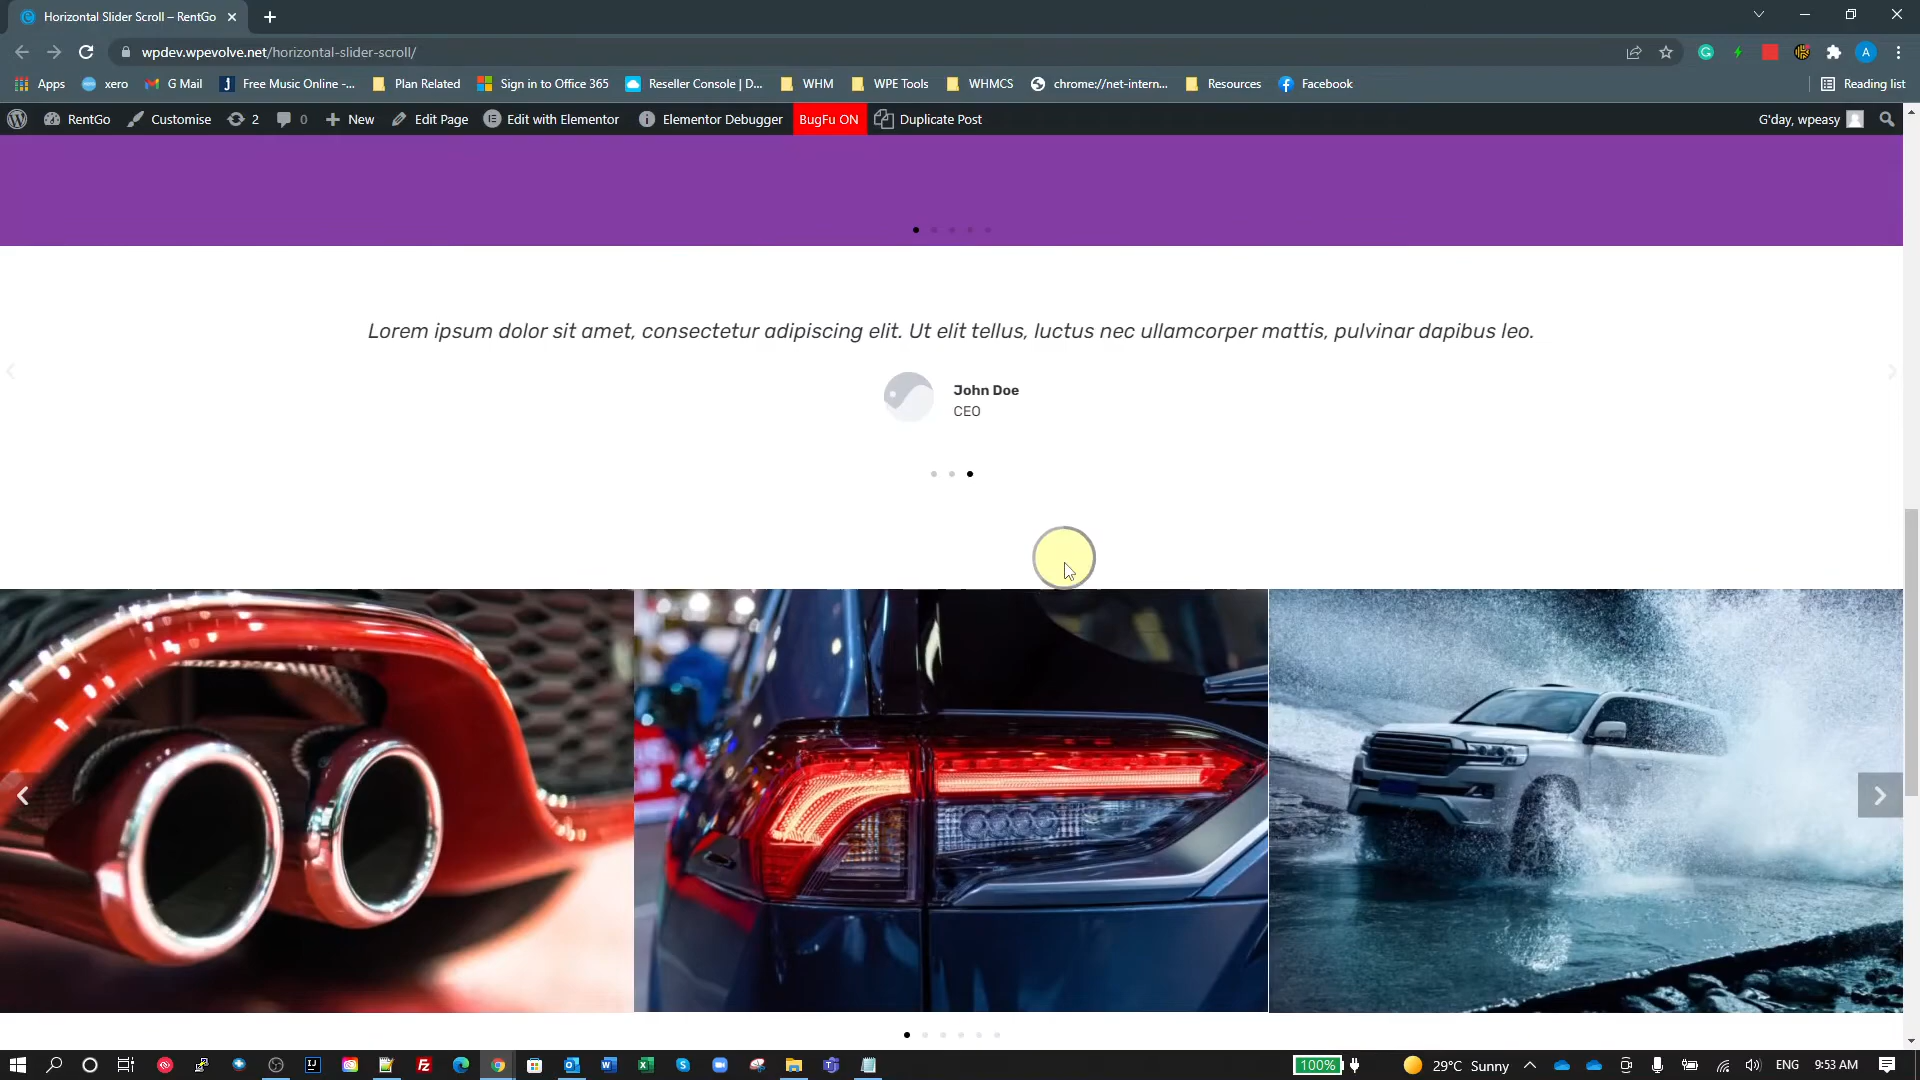 Horizontal Slider Scroll – RentGo
wpdev.wpevolve.net/horizontal-slider-scroll/
A
Apps xero G Mail Free Music Online -... Plan Related Sign in to Office 365 Reseller Console | D... WHM WPE Tools WHMCS chrome://net-intern... Resources Facebook Reading list
RentGo Customise 2 0 New Edit Page Edit with Elementor Elementor Debugger BugFu ON Duplicate Post G'day, wpeasy
Lorem ipsum dolor sit amet, consectetur adipiscing elit. Ut elit tellus, luctus nec ullamcorper mattis, pulvinar dapibus leo.
John Doe
CEO
100% 29°C Sunny ENG 9:53 AM